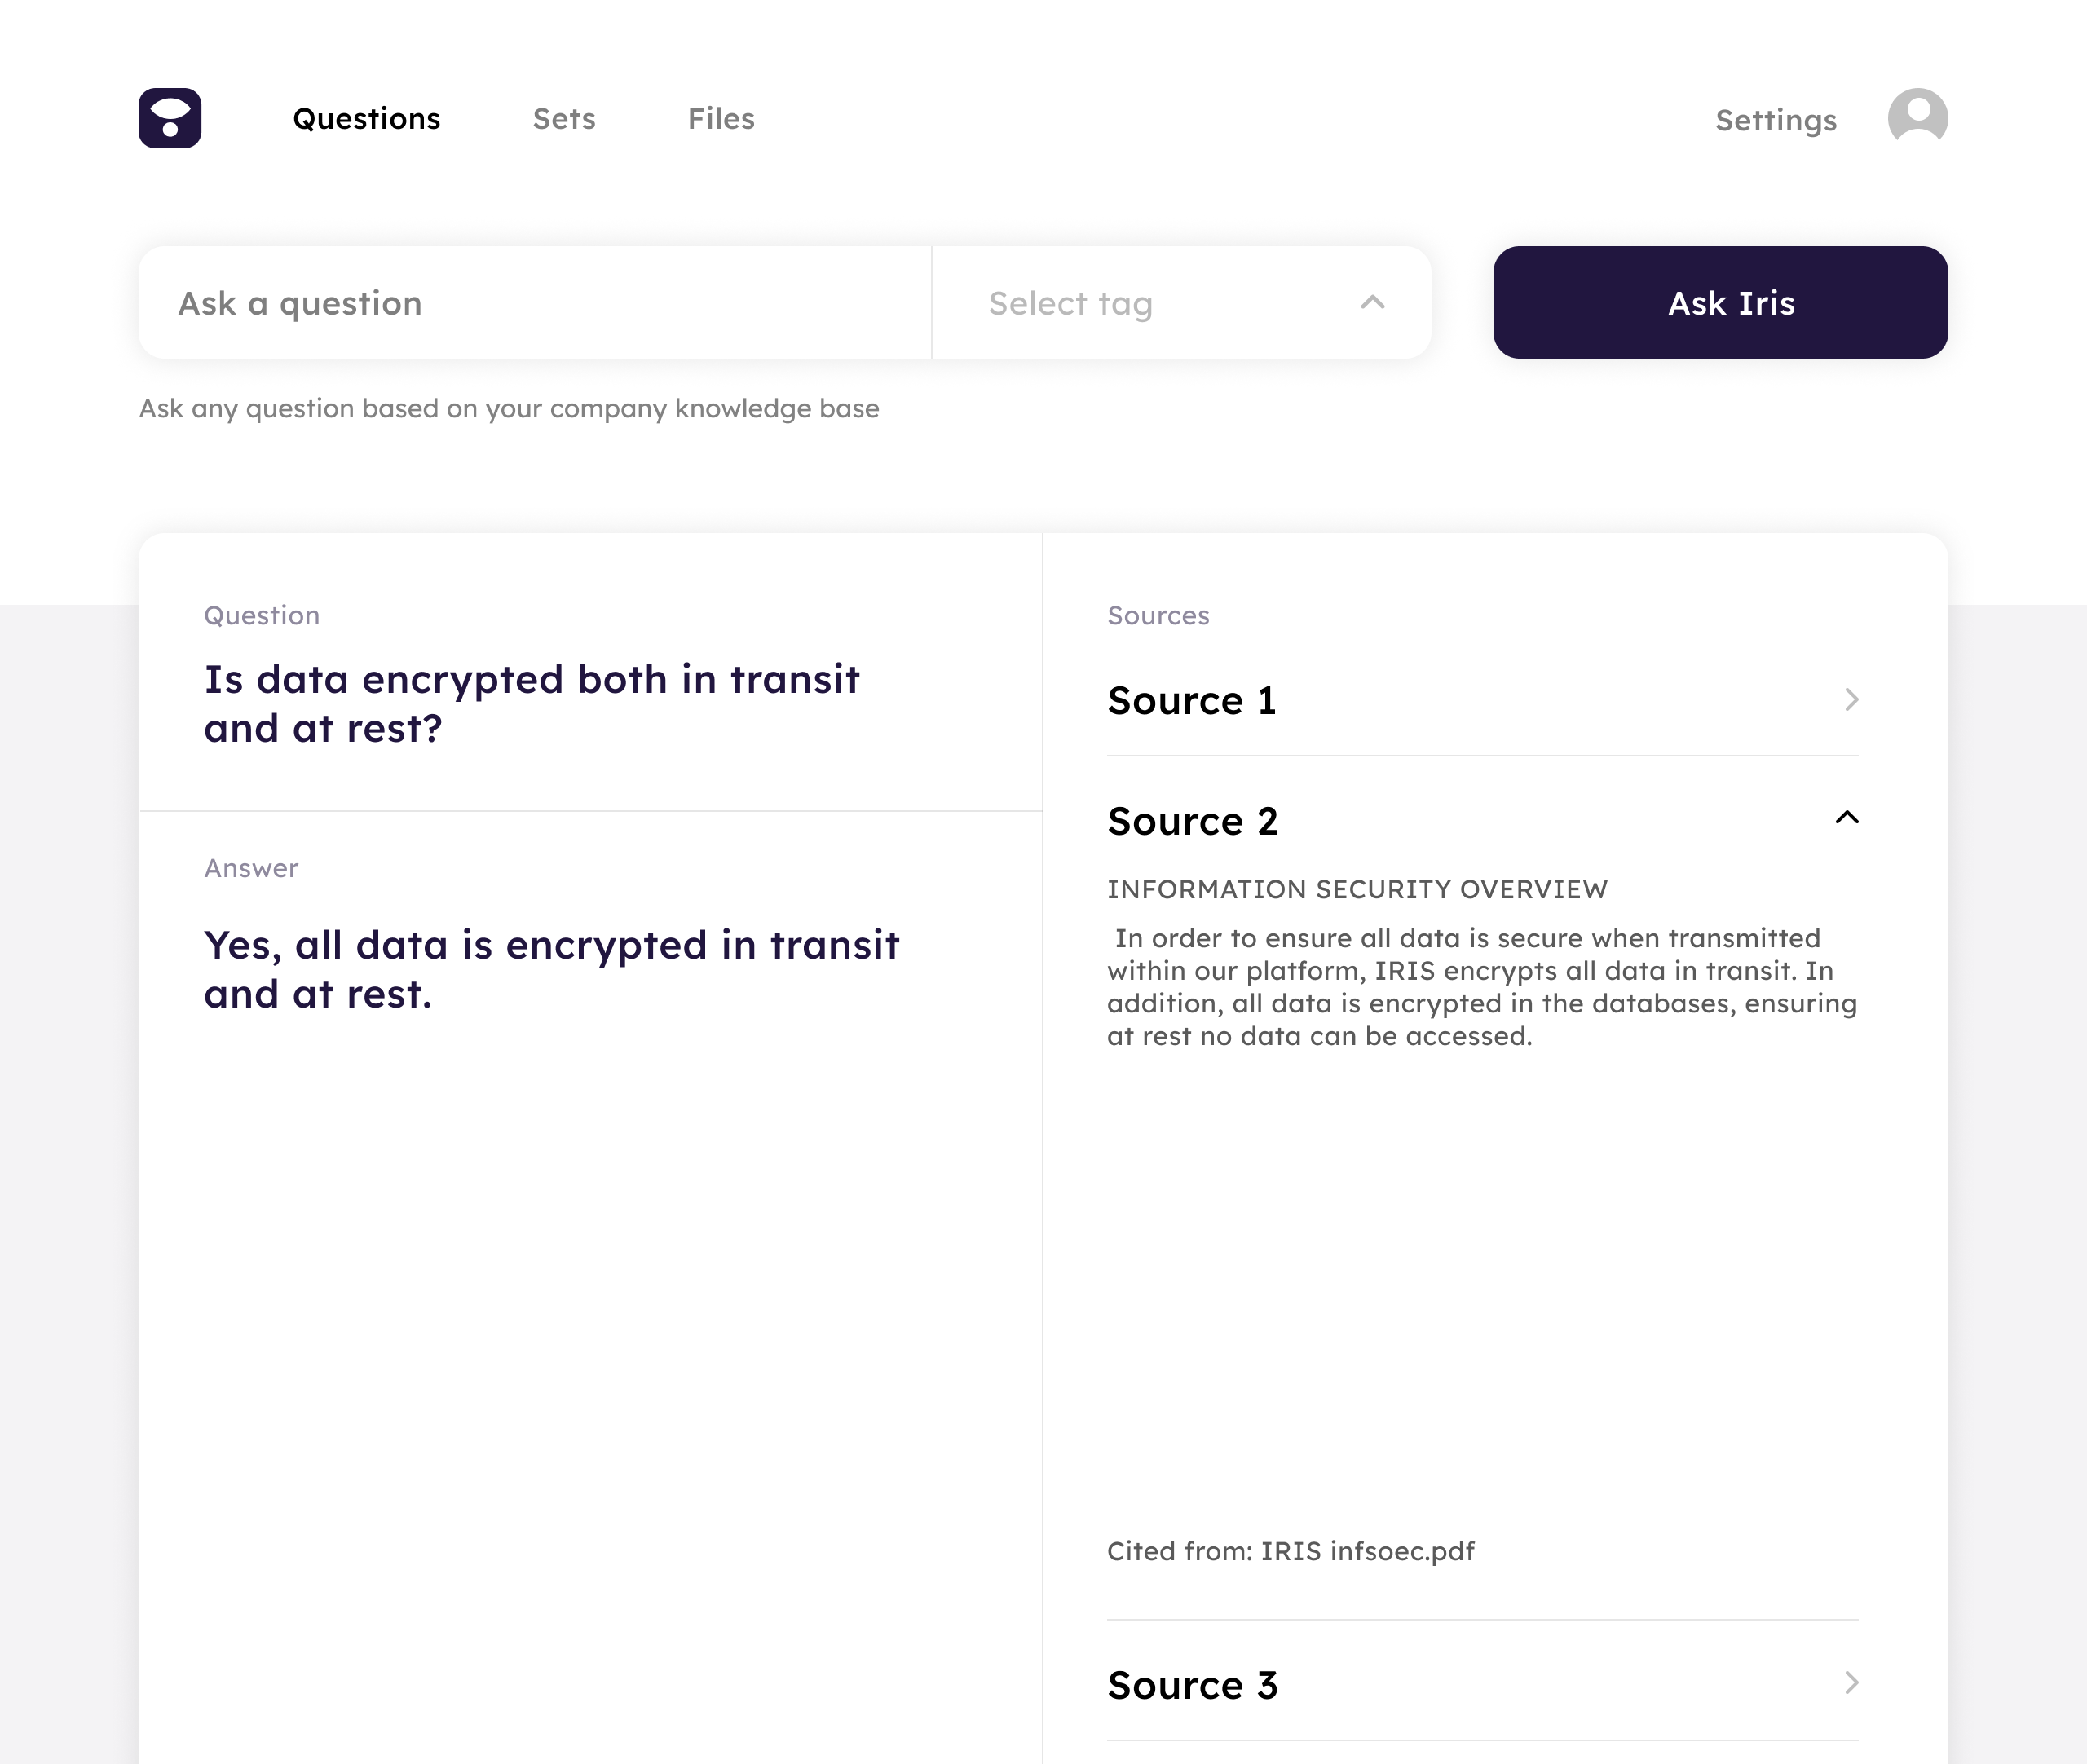 Questions
Sets
Files
Settings
Ask a question
Select tag
Ask Iris
Ask any question based on your company knowledge base
Question
Is data encrypted both in transit
and at rest?
Answer
Yes, all data is encrypted in transit
and at rest.
Sources
Source 1
Source 2
INFORMATION SECURITY OVERVIEW
In order to ensure all data is secure when transmitted
within our platform, IRIS encrypts all data in transit. In
addition, all data is encrypted in the databases, ensuring
at rest no data can be accessed.
Cited from: IRIS infsoec.pdf
Source 3